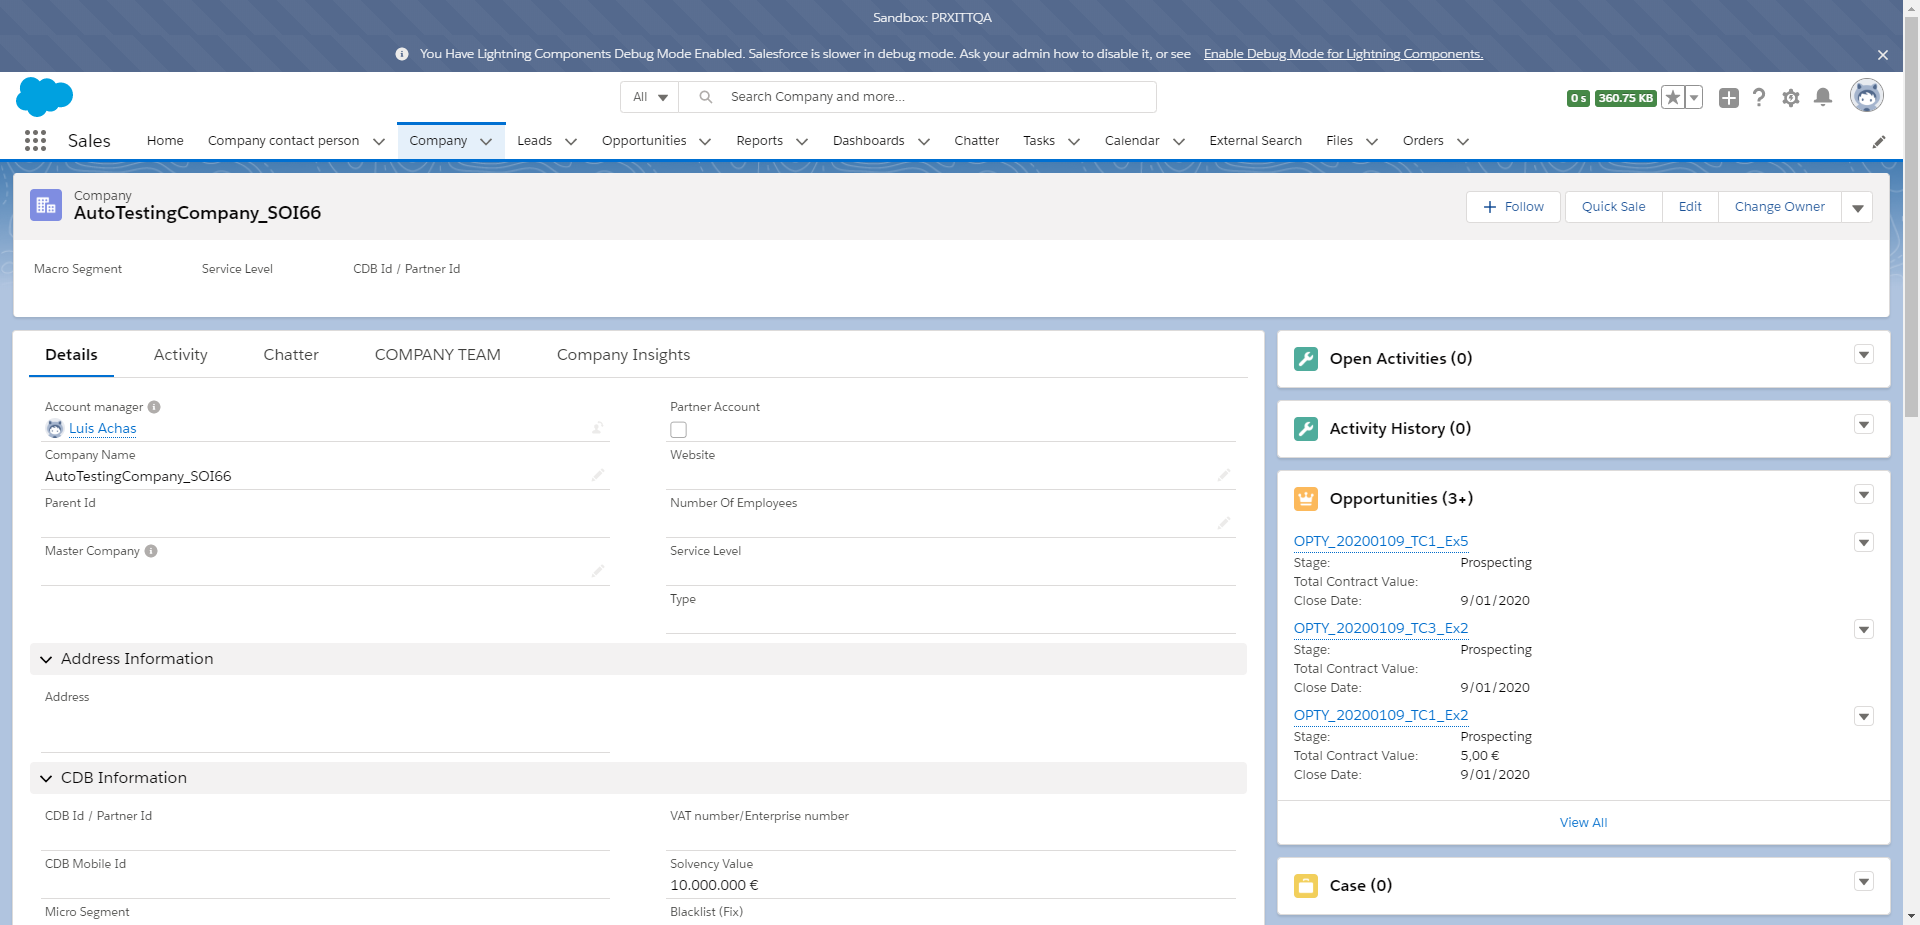 Sandbox: PRXITTQA
You Have Lightning Components Debug Mode Enabled. Salesforce is slower in debug mode. Ask your admin how to disable it, or see Enable Debug Mode for Lightning Components.
All Search Company and more... 0 s 360.75 KB
Sales Home Company contact person Company Leads Opportunities Reports Dashboards Chatter Tasks Calendar External Search Files Orders
Company
AutoTestingCompany_SOI66
Follow Quick Sale Edit Change Owner
Macro Segment Service Level CDB Id / Partner Id
Details Activity Chatter COMPANY TEAM Company Insights
Account manager Partner Account
Luis Achas
Company Name Website
AutoTestingCompany_SOI66
Parent Id Number Of Employees
Master Company Service Level
Type
Address Information
Address
CDB Information
CDB Id / Partner Id VAT number/Enterprise number
CDB Mobile Id Solvency Value
10.000.000 €
Micro Segment Blacklist (Fix)
Open Activities (0)
Activity History (0)
Opportunities (3+)
OPTY_20200109_TC1_Ex5
Stage: Prospecting
Total Contract Value:
Close Date: 9/01/2020
OPTY_20200109_TC3_Ex2
Stage: Prospecting
Total Contract Value:
Close Date: 9/01/2020
OPTY_20200109_TC1_Ex2
Stage: Prospecting
Total Contract Value: 5,00 €
Close Date: 9/01/2020
View All
Case (0)